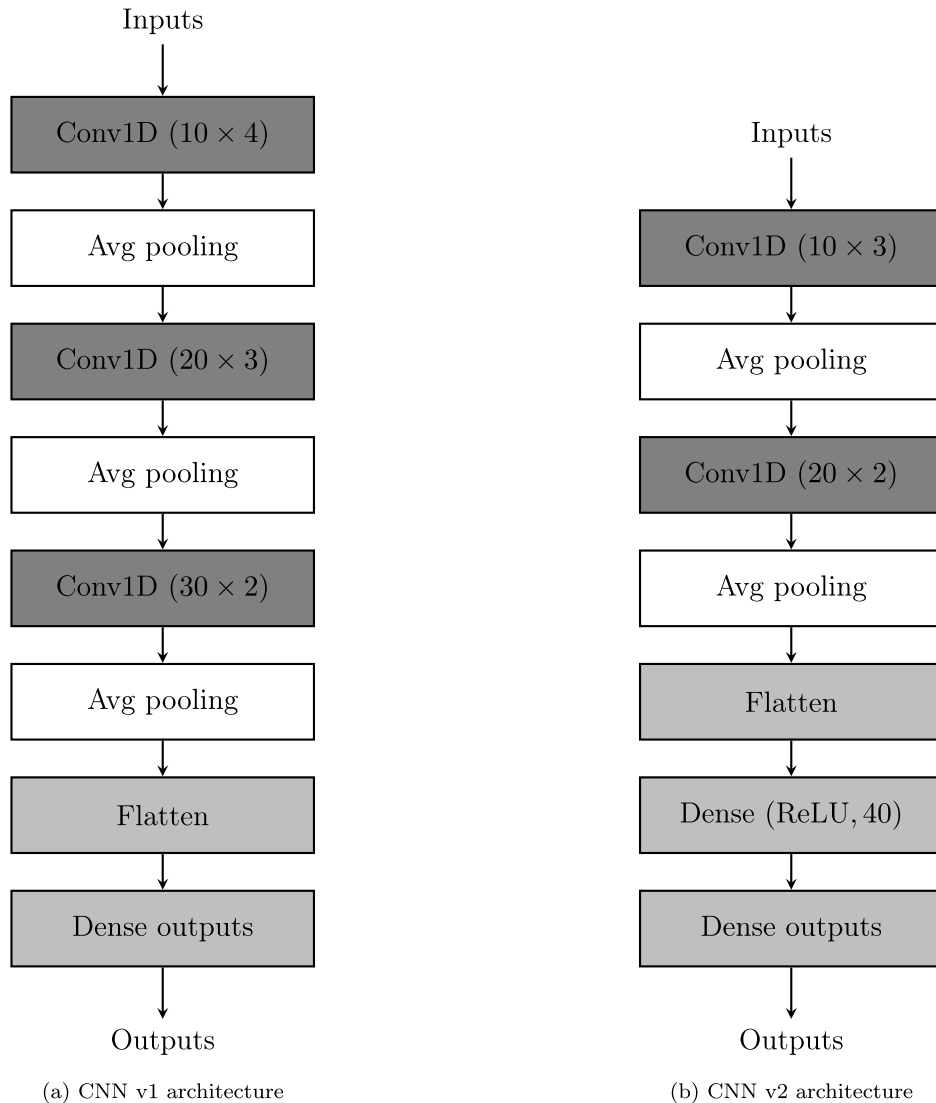 Inputs
Conv1D (10 × 4)
Avg pooling
Conv1D (20 × 3)
Avg pooling
Conv1D (30 × 2)
Avg pooling
Flatten
Dense outputs
Outputs
(a) CNN v1 architecture
Inputs
Conv1D (10 × 3)
Avg pooling
Conv1D (20 × 2)
Avg pooling
Flatten
Dense (ReLU, 40)
Dense outputs
Outputs
(b) CNN v2 architecture